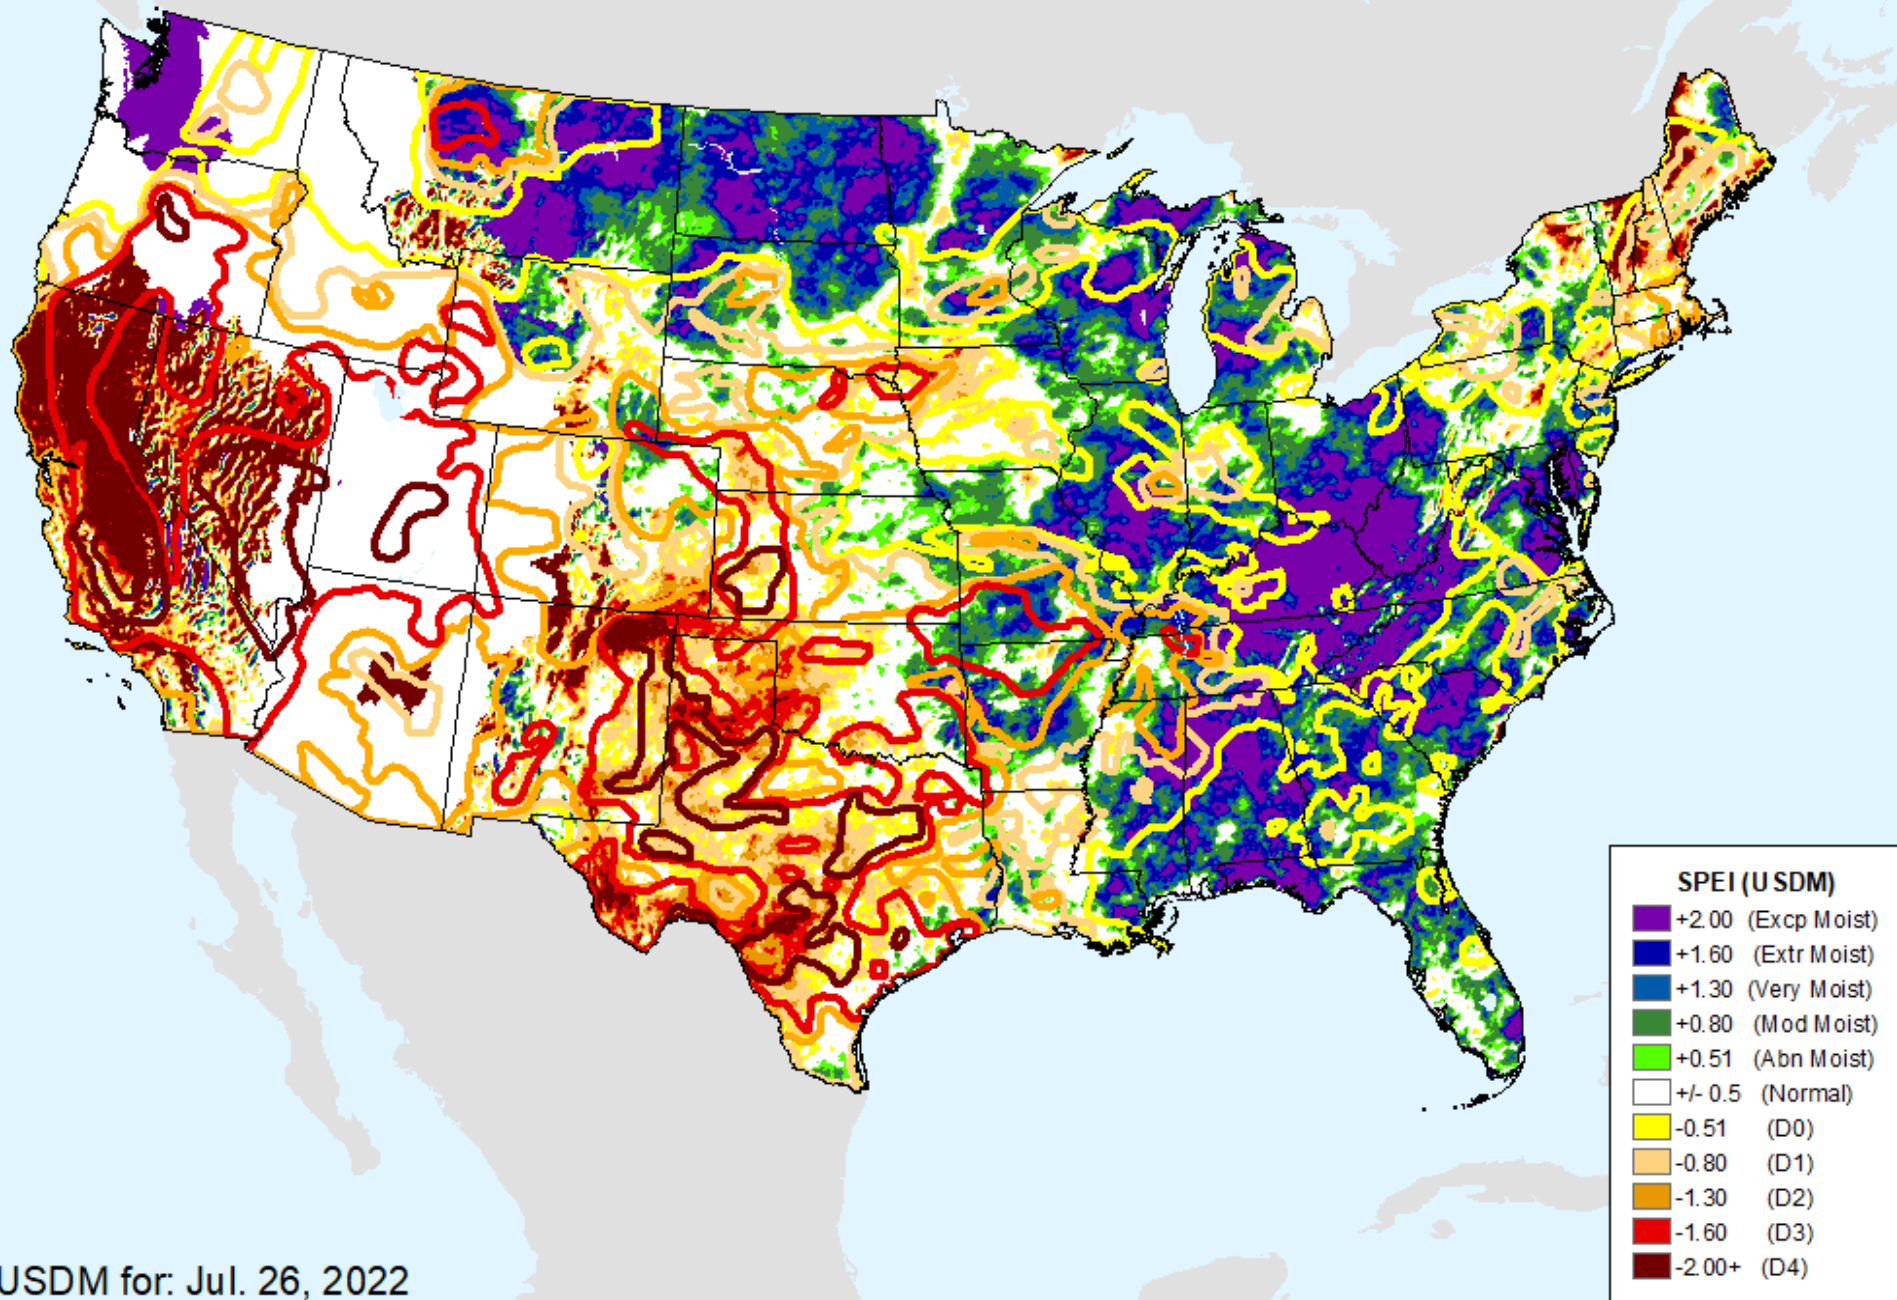 SPEI (USDM)
+2.00 (Excp Moist)
+1.60 (Extr Moist)
+1.30 (Very Moist)
+0.80 (Mod Moist)
+0.51 (Abn Moist)
+/- 0.5 (Normal)
-0.51 (D0)
-0.80 (D1)
-1.30 (D2)
-1.60 (D3)
-2.00+ (D4)
USDM for: Jul. 26, 2022